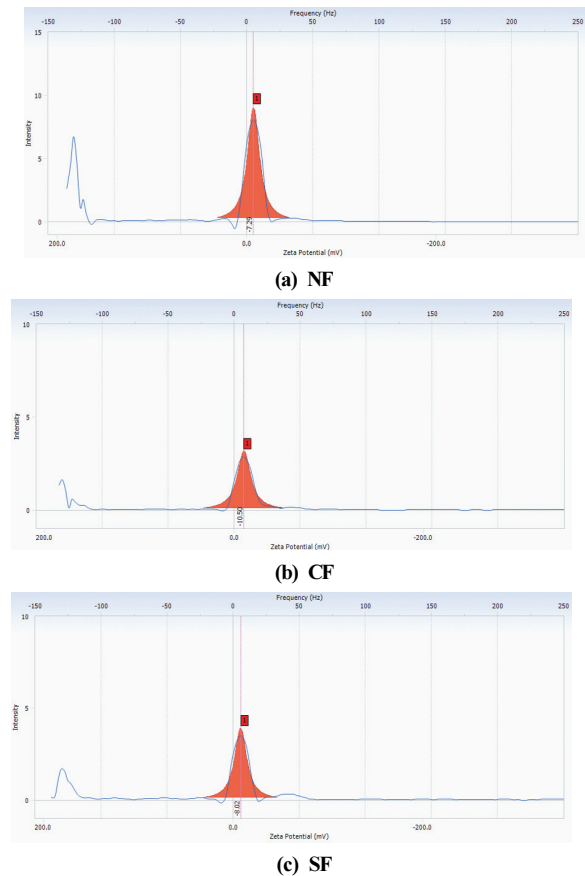 Frequency (Hz)
-150 -100 -50 0 50 100 150 200 250
15
10
5
0
Intensity
1
-7.29
200.0 0.0 -200.0
Zeta Potential (mV)
(a) NF
Frequency (Hz)
-150 -100 -50 0 50 100 150 200 250
10
5
0
Intensity
1
-10.50
200.0 0.0 -200.0
Zeta Potential (mV)
(b) CF
Frequency (Hz)
-150 -100 -50 0 50 100 150 200 250
10
5
0
Intensity
1
-8.02
200.0 0.0 -200.0
Zeta Potential (mV)
(c) SF